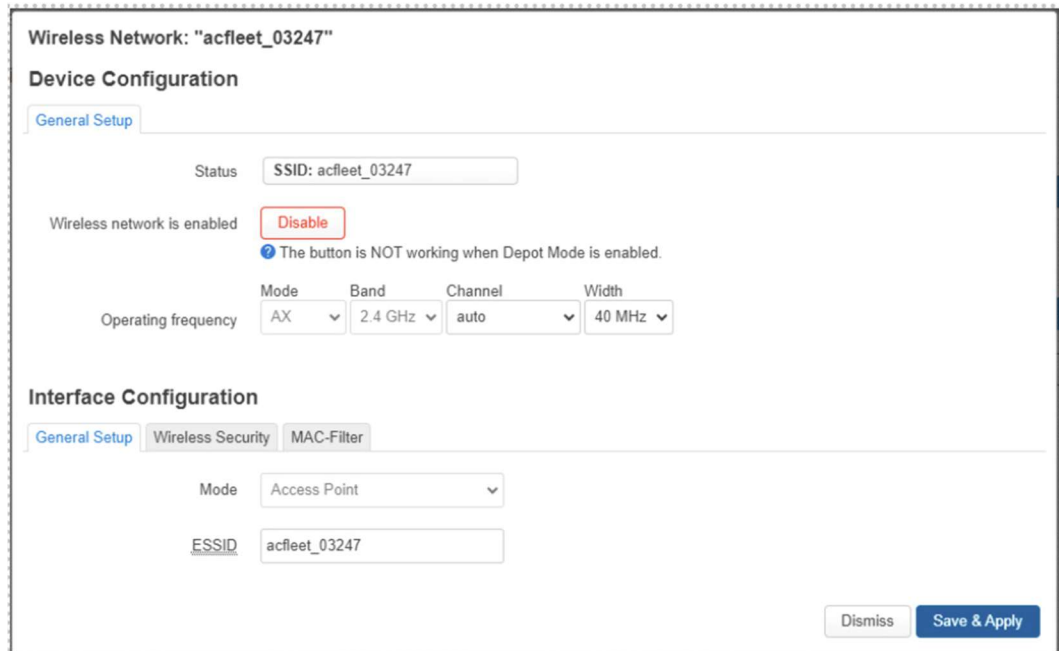 Wireless Network: "acfleet_03247"
Device Configuration
General Setup
Status SSID: acfleet_03247
Wireless network is enabled Disable
The button is NOT working when Depot Mode is enabled.
Mode Band Channel Width
Operating frequency AX 2.4 GHz auto 40 MHz
Interface Configuration
General Setup Wireless Security MAC-Filter
Mode Access Point
ESSID acfleet_03247
Dismiss Save & Apply